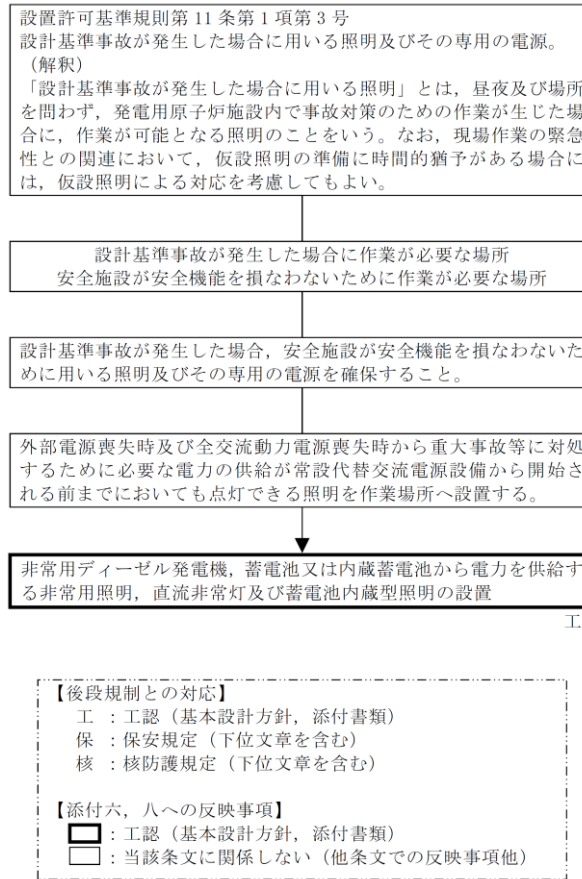 設置許可基準規則第 11 条第 1 項第 3 号
設計基準事故が発生した場合に用いる照明及びその専用の電源。
（解釈）
「設計基準事故が発生した場合に用いる照明」とは，昼夜及び場所
を問わず，発電用原子炉施設内で事故対策のための作業が生じた場
合に，作業が可能となる照明のことをいう。なお，現場作業の緊急
性との関連において，仮設照明の準備に時間的猶予がある場合に
は，仮設照明による対応を考慮してもよい。
設計基準事故が発生した場合に作業が必要な場所
安全施設が安全機能を損なわないために作業が必要な場所
設計基準事故が発生した場合，安全施設が安全機能を損なわないた
めに用いる照明及びその専用の電源を確保すること。
外部電源喪失時及び全交流動力電源喪失時から重大事故等に対処
するために必要な電力の供給が常設代替交流電源設備から開始さ
れる前までにおいても点灯できる照明を作業場所へ設置する。
非常用ディーゼル発電機，蓄電池又は内蔵蓄電池から電力を供給す
る非常用照明，直流非常灯及び蓄電池内蔵型照明の設置
工
【後段規制との対応】
工 ：工認（基本設計方針，添付書類）
保 ：保安規定（下位文章を含む）
核 ：核防護規定（下位文章を含む）
【添付六，八への反映事項】
：工認（基本設計方針，添付書類）
：当該条文に関係しない（他条文での反映事項他）